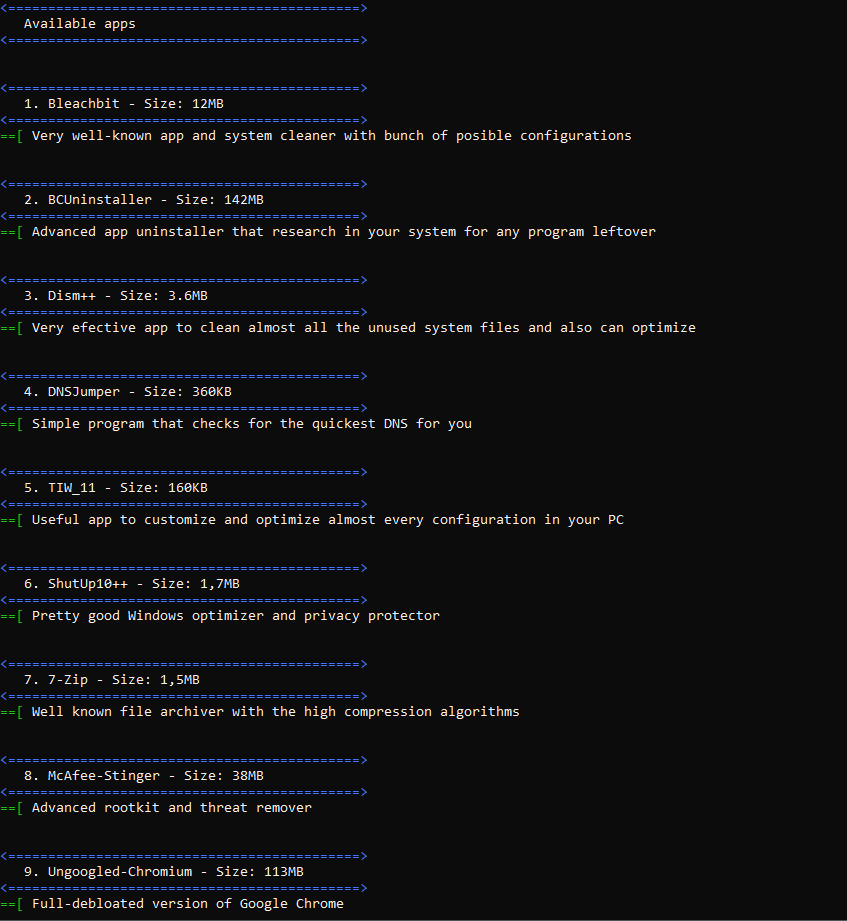 <============================================>
Available apps
<============================================>
<============================================>
1. Bleachbit - Size: 12MB
<============================================>
==[ Very well-known app and system cleaner with bunch of posible configurations
<============================================>
2. BCUninstaller - Size: 142MB
<============================================>
==[ Advanced app uninstaller that research in your system for any program leftover
<============================================>
3. Dism++ - Size: 3.6MB
<============================================>
==[ Very efective app to clean almost all the unused system files and also can optimize
<============================================>
4. DNSJumper - Size: 360KB
<============================================>
==[ Simple program that checks for the quickest DNS for you
<============================================>
5. TIW_11 - Size: 160KB
<============================================>
==[ Useful app to customize and optimize almost every configuration in your PC
<============================================>
6. ShutUp10++ - Size: 1,7MB
<============================================>
==[ Pretty good Windows optimizer and privacy protector
<============================================>
7. 7-Zip - Size: 1,5MB
<============================================>
==[ Well known file archiver with the high compression algorithms
<============================================>
8. McAfee-Stinger - Size: 38MB
<============================================>
==[ Advanced rootkit and threat remover
<============================================>
9. Ungoogled-Chromium - Size: 113MB
<============================================>
==[ Full-debloated version of Google Chrome